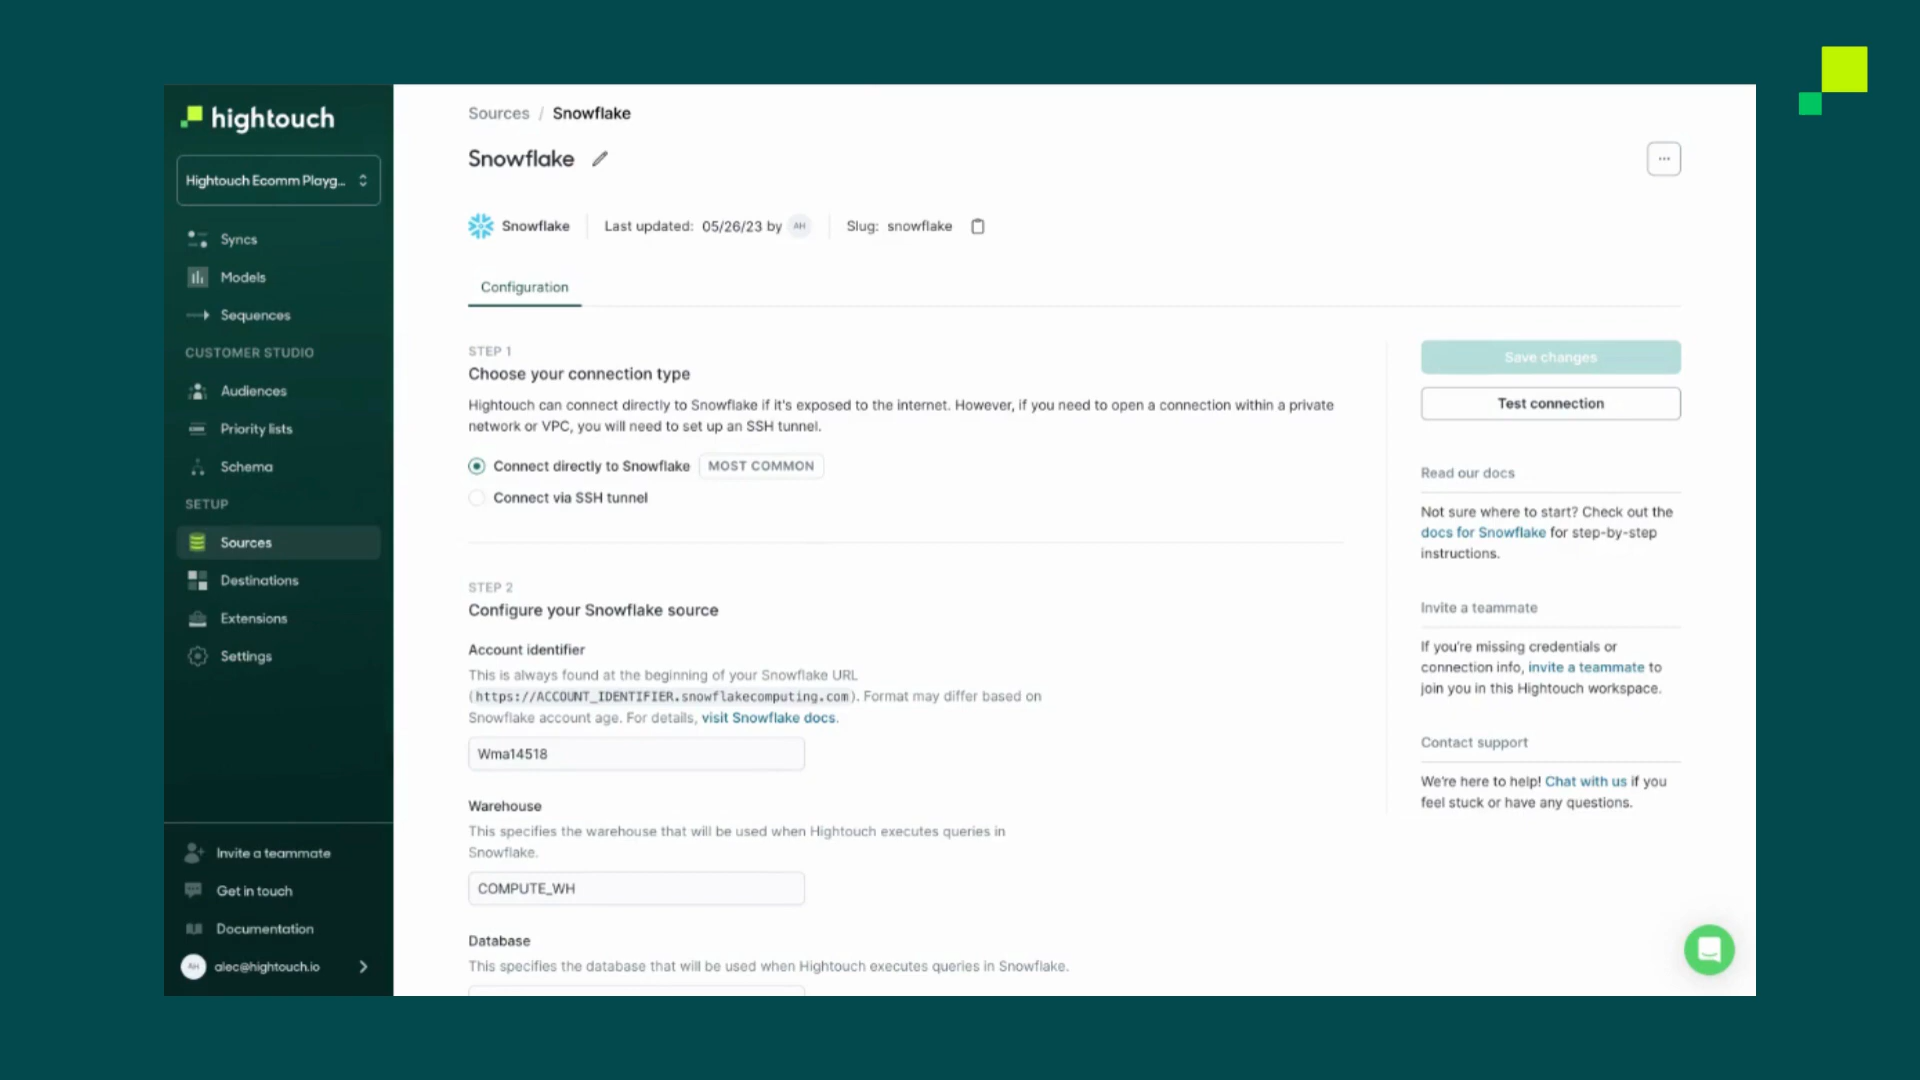 hightouch
Hightouch Ecomm Playg...
Syncs
Models
Sequences
CUSTOMER STUDIO
Audiences
Priority lists
Schema
SETUP
Sources
Destinations
Extensions
Settings
Invite a teammate
Get in touch
Documentation
AH alec@hightouch.io
Sources / Snowflake
Snowflake
Snowflake Last updated: 05/26/23 by AH Slug: snowflake
Configuration
STEP 1
Choose your connection type
Hightouch can connect directly to Snowflake if it's exposed to the internet. However, if you need to open a connection within a private
network or VPC, you will need to set up an SSH tunnel.
Connect directly to Snowflake MOST COMMON
Connect via SSH tunnel
STEP 2
Configure your Snowflake source
Account identifier
This is always found at the beginning of your Snowflake URL
(https://ACCOUNT_IDENTIFIER.snowflakecomputing.com). Format may differ based on
Snowflake account age. For details, visit Snowflake docs.
Wma14518
Warehouse
This specifies the warehouse that will be used when Hightouch executes queries in
Snowflake.
COMPUTE_WH
Database
This specifies the database that will be used when Hightouch executes queries in Snowflake.
Save changes
Test connection
Read our docs
Not sure where to start? Check out the
docs for Snowflake for step-by-step
instructions.
Invite a teammate
If you're missing credentials or
connection info, invite a teammate to
join you in this Hightouch workspace.
Contact support
We're here to help! Chat with us if you
feel stuck or have any questions.